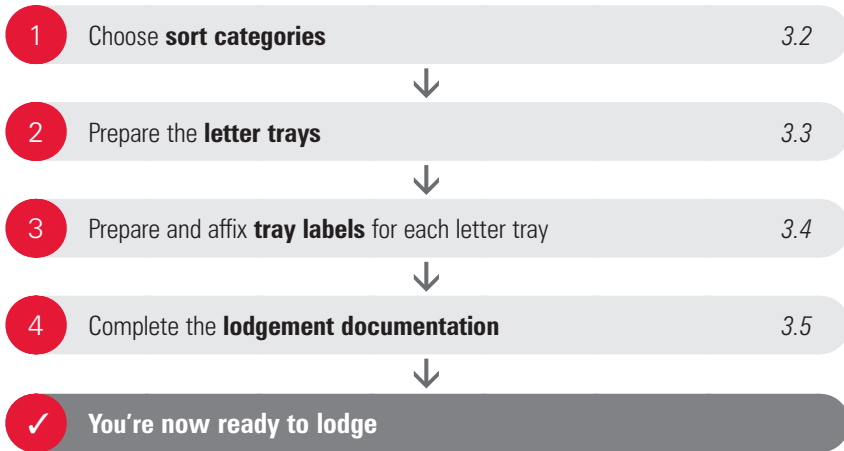 1 Choose sort categories 3.2
2 Prepare the letter trays 3.3
3 Prepare and affix tray labels for each letter tray 3.4
4 Complete the lodgement documentation 3.5
✓ You’re now ready to lodge